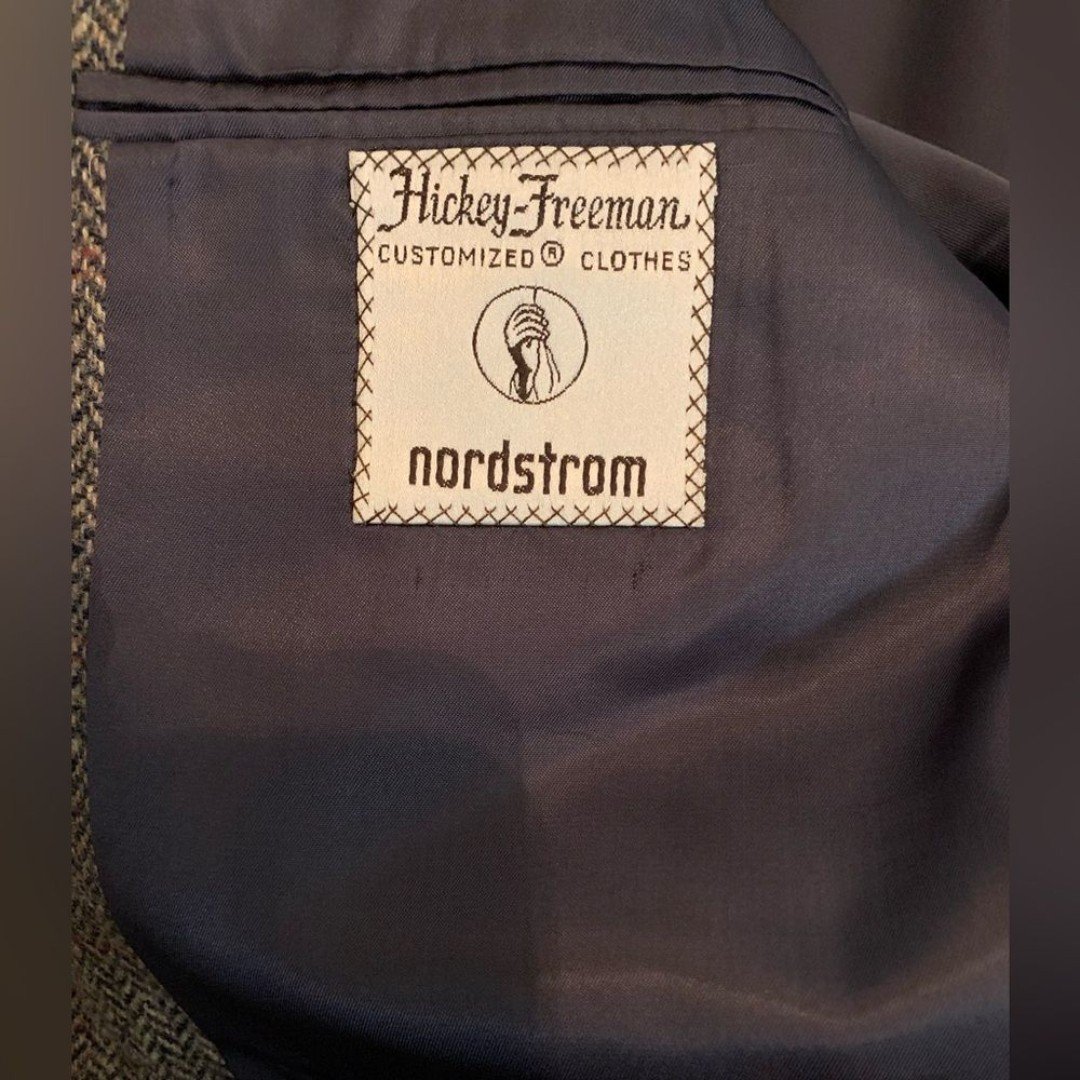 Hickey-Freeman
CUSTOMIZED® CLOTHES
nordstrom